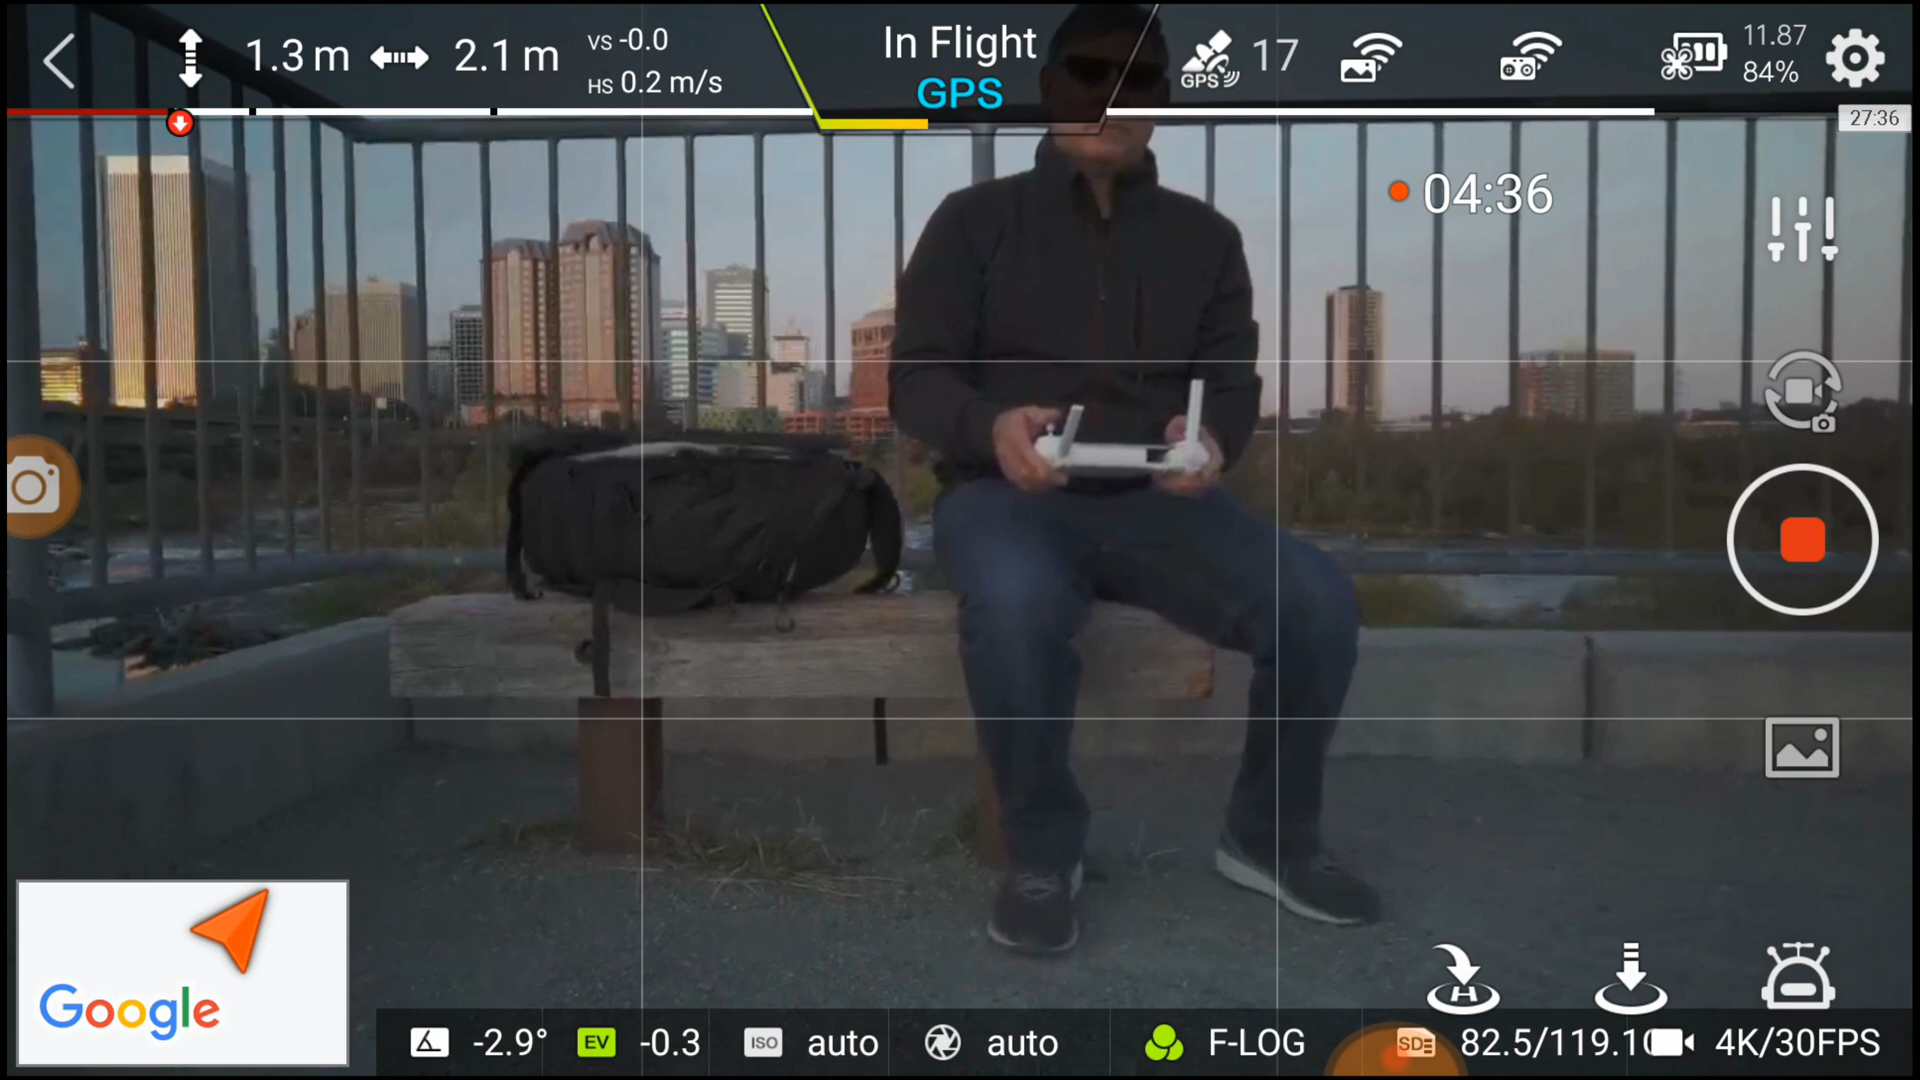 1.3 m
2.1 m
VS -0.0
HS 0.2 m/s
In Flight
GPS
GPS
17
11.87
84%
27:36
04:36
H
Google
-2.9°
EV
-0.3
ISO
auto
auto
F-LOG
SD
82.5/119.1
4K/30FPS